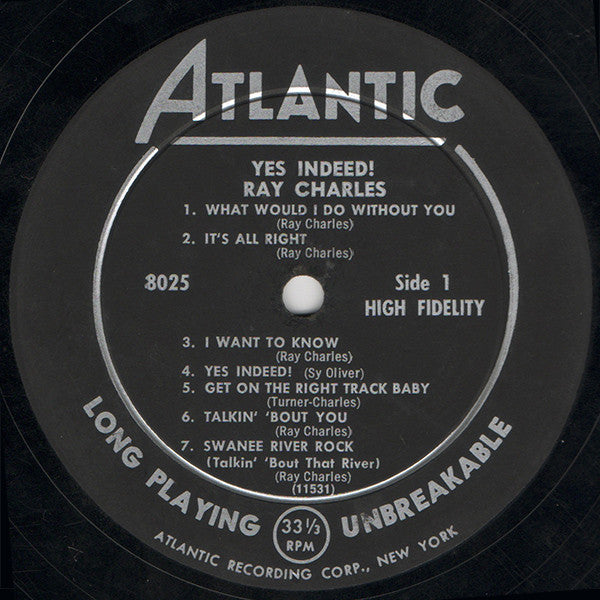 ATLANTIC
YES INDEED!
RAY CHARLES
1. WHAT WOULD I DO WITHOUT YOU
(Ray Charles)
2. IT'S ALL RIGHT
(Ray Charles)
8025
Side 1
HIGH FIDELITY
3. I WANT TO KNOW
(Ray Charles)
4. YES INDEED! (Sy Oliver)
5. GET ON THE RIGHT TRACK BABY
(Turner-Charles)
6. TALKIN' 'BOUT YOU
(Ray Charles)
7. SWANEE RIVER ROCK
(Talkin' 'Bout That River)
(Ray Charles)
(11531)
LONG PLAYING
33⅓
RPM
UNBREAKABLE
ATLANTIC RECORDING CORP., NEW YORK